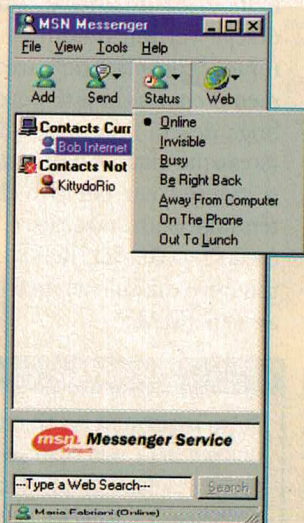 MSN Messenger
File View Tools Help
Add Send Status Web
Contacts Curr
Bob Internet
Contacts Not
KittydoRio
Online
Invisible
Busy
Be Right Back
Away From Computer
On The Phone
Out To Lunch
msn. Messenger Service
Microsoft
---Type a Web Search--- Search
Maria Fabriani (Online)